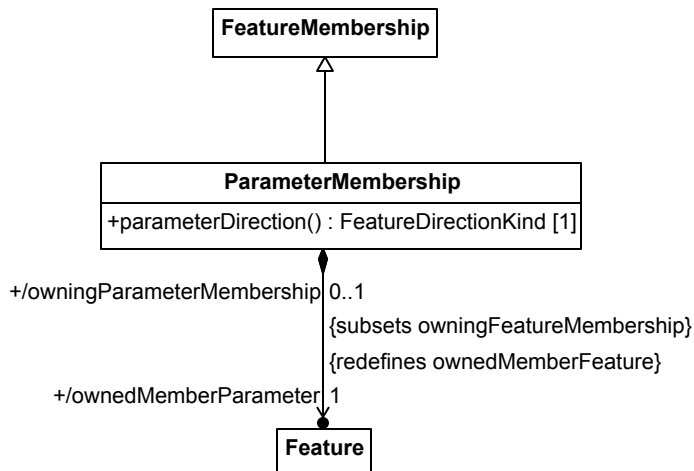 FeatureMembership
ParameterMembership
+parameterDirection() : FeatureDirectionKind [1]
+/owningParameterMembership 0..1
{subsets owningFeatureMembership}
{redefines ownedMemberFeature}
+/ownedMemberParameter 1
Feature